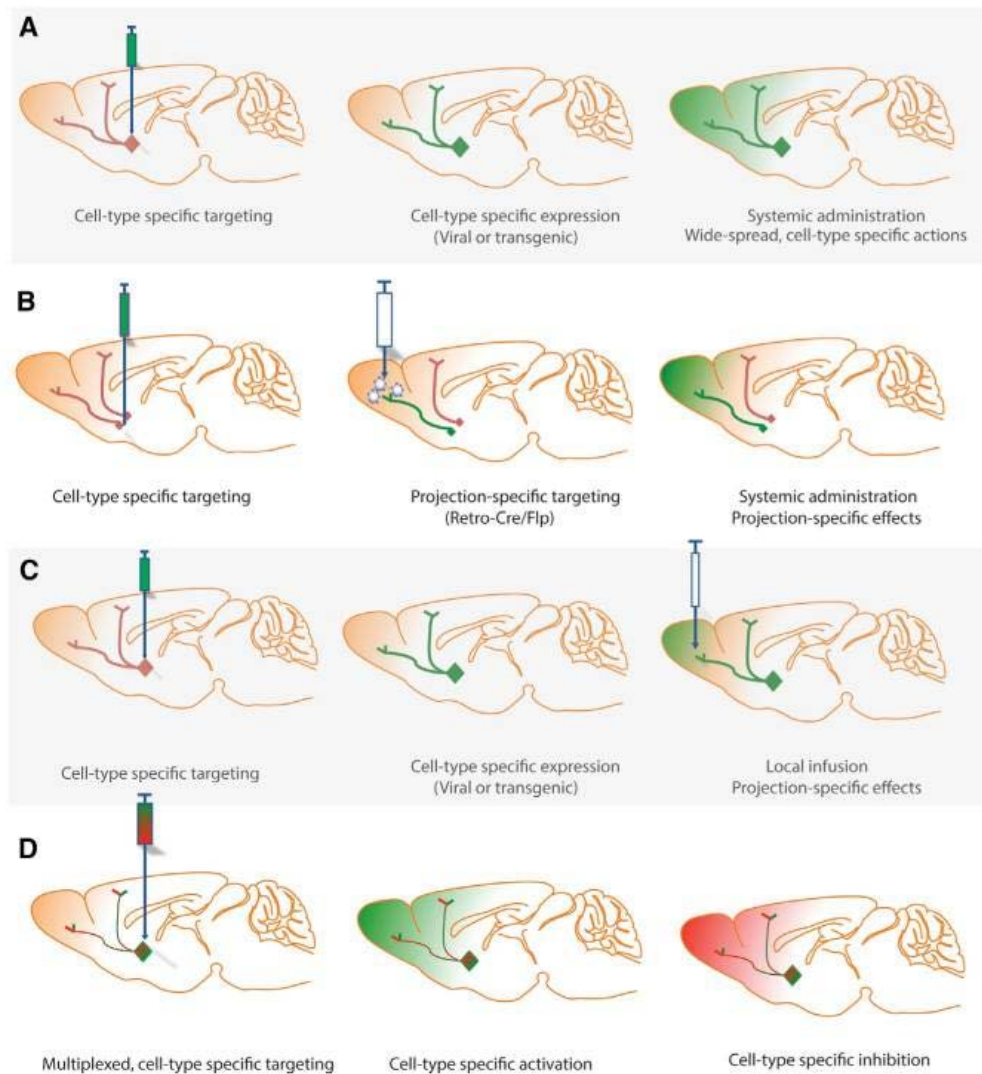 A
Cell-type specific targeting
Cell-type specific expression
(Viral or transgenic)
Systemic administration
Wide-spread, cell-type specific actions
B
Cell-type specific targeting
Projection-specific targeting
(Retro-Cre/Flp)
Systemic administration
Projection-specific effects
C
Cell-type specific targeting
Cell-type specific expression
(Viral or transgenic)
Local infusion
Projection-specific effects
D
Multiplexed, cell-type specific targeting
Cell-type specific activation
Cell-type specific inhibition